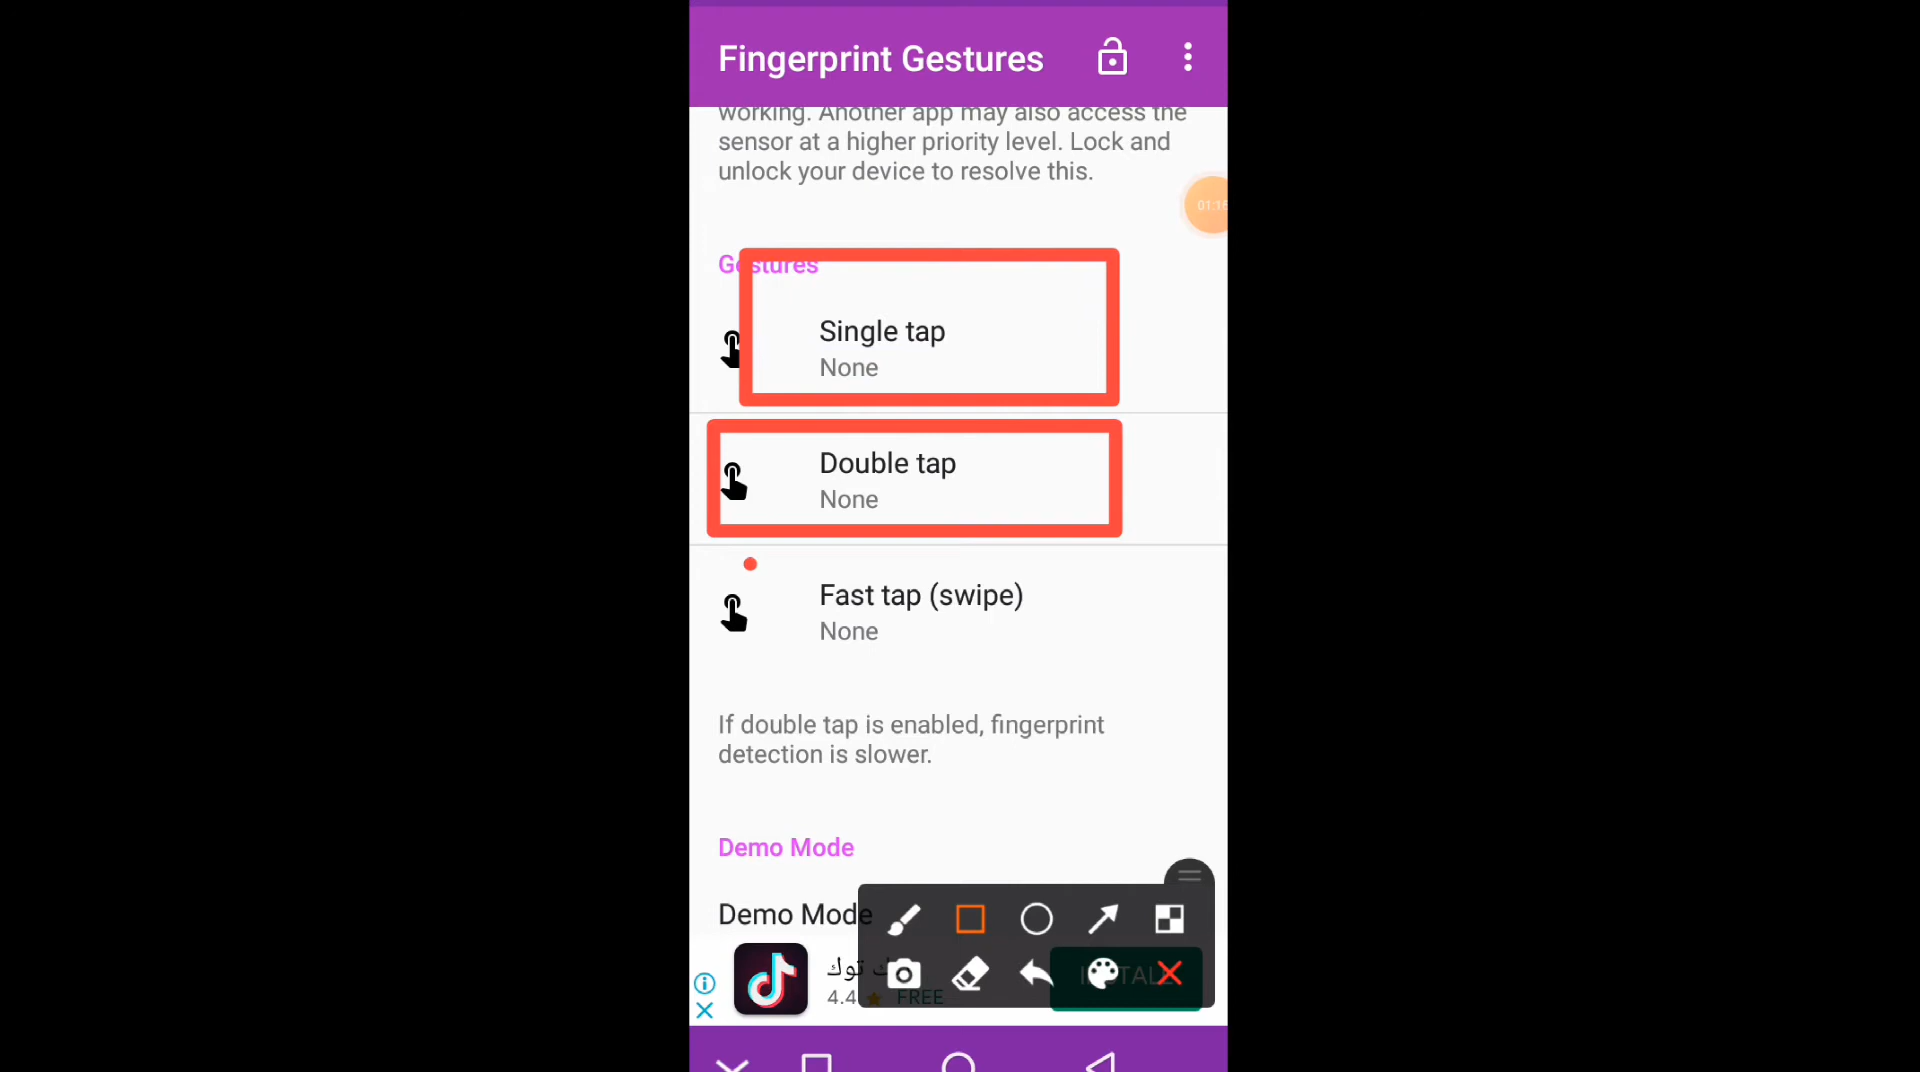 Fingerprint Gestures
working. Another app may also access the
sensor at a higher priority level. Lock and
unlock your device to resolve this.
Gestures
Single tap
None
Double tap
None
Fast tap (swipe)
None
If double tap is enabled, fingerprint
detection is slower.
Demo Mode
Demo Mode
توك
4.4 FREE